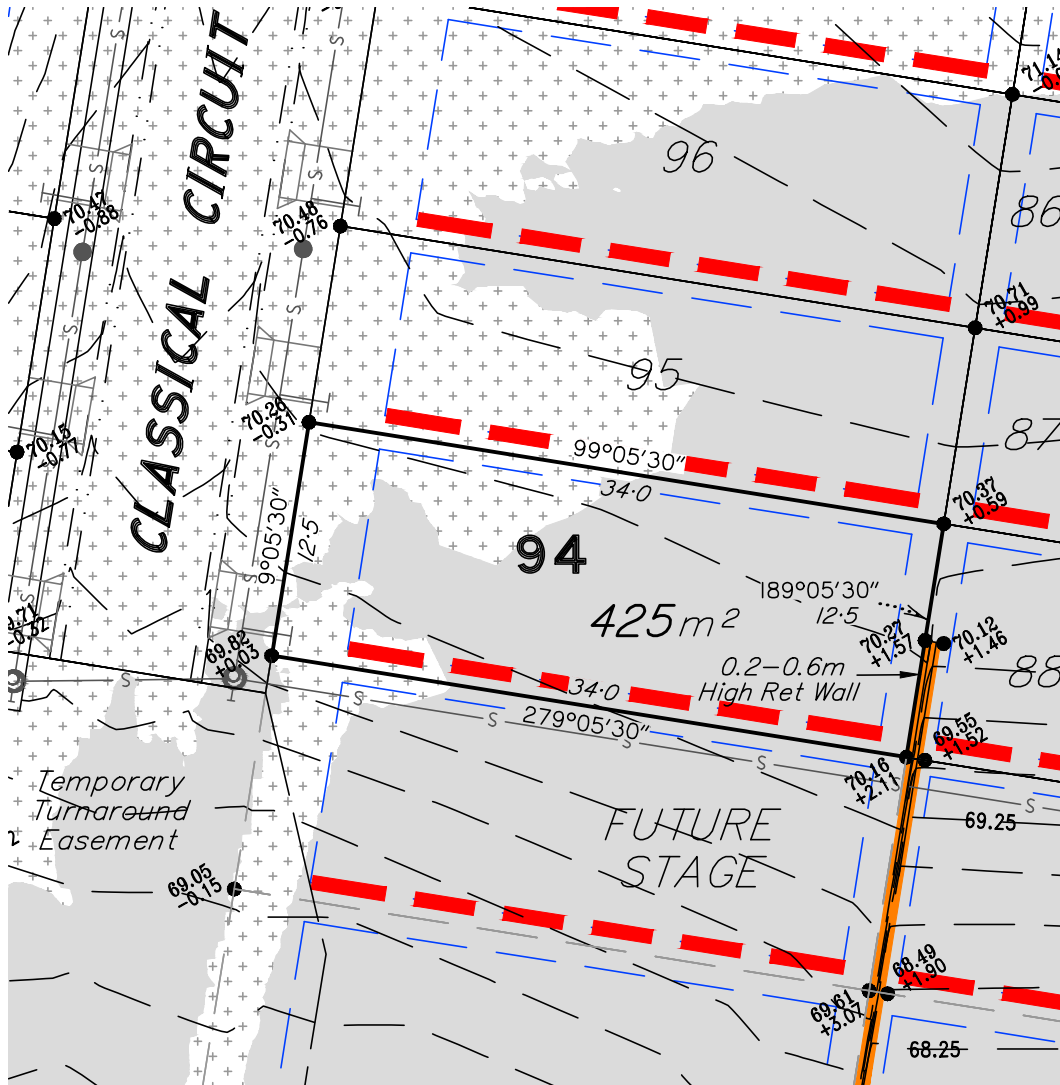 CLASSICAL CIRCUIT
96
86
95
87
94
425m²
88
99°05'30"
34·0
9°05'30"
12·5
189°05'30"
12·5
34·0
279°05'30"
0.2-0.6m
High Ret Wall
FUTURE
STAGE
Temporary
Turnaround
Easement
70.47
-0.88
70.48
-0.76
70.71
+0.99
70.15
-0.77
70.26
-0.31
70.37
+0.59
69.82
+0.03
70.27
+1.57
70.12
+1.46
69.55
+1.52
70.16
+2.11
69.25
69.05
-0.15
68.49
+1.90
69.61
+3.07
68.25
S
S
S
S
S
S
S
S
S
S
S
S
S